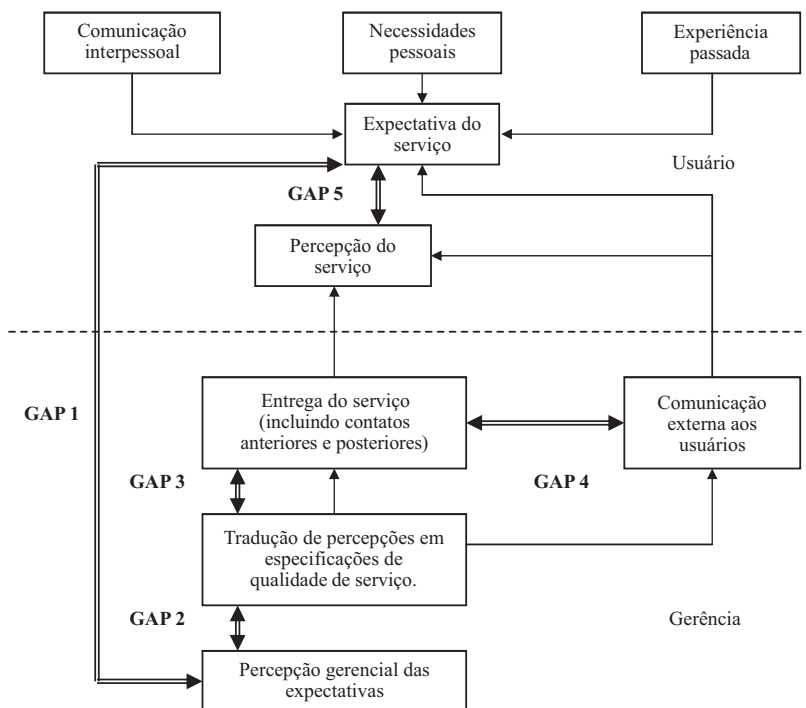 Comunicação
interpessoal
Necessidades
pessoais
Experiência
passada
Expectativa do
serviço
Usuário
GAP 5
Percepção do
serviço
GAP 1
Entrega do serviço
(incluindo contatos
anteriores e posteriores)
Comunicação
externa aos
usuários
GAP 3
GAP 4
Tradução de percepções em
especificações de
qualidade de serviço.
GAP 2
Gerência
Percepção gerencial das
expectativas